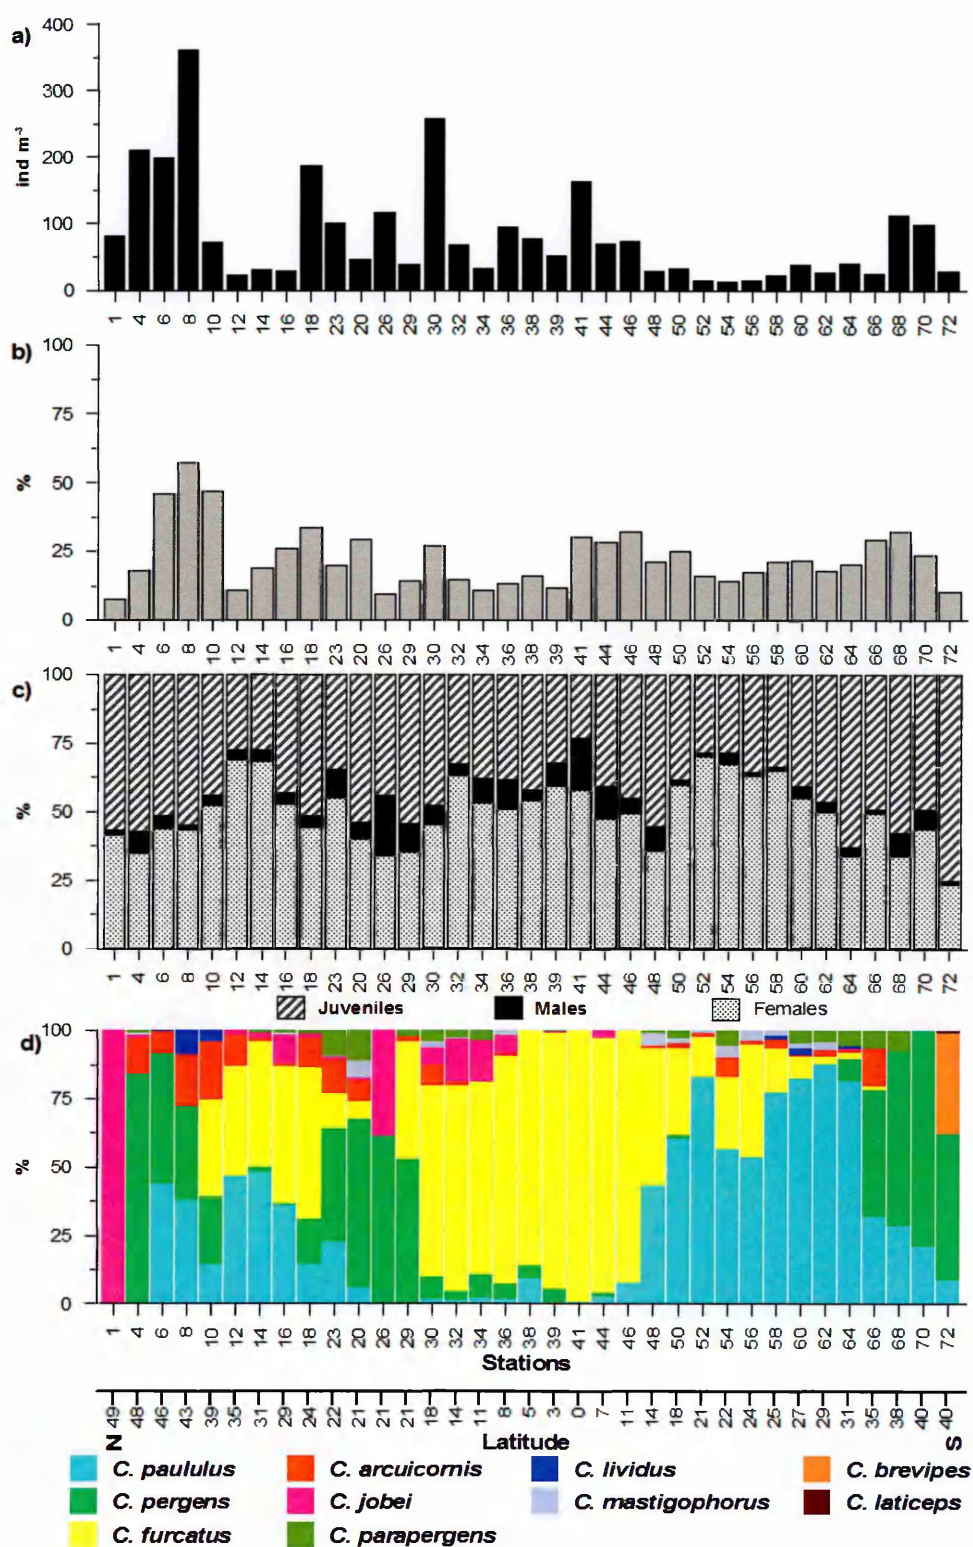 a)
400
300
200
100
0
ind m⁻³
1 4 6 8 10 12 14 16 18 23 20 26 29 30 32 34 36 38 39 41 44 46 48 50 52 54 56 58 60 62 64 66 68 70 72
b)
100
75
50
25
0
%
1 4 6 8 10 12 14 16 18 23 20 26 29 30 32 34 36 38 39 41 44 46 48 50 52 54 56 58 60 62 64 66 68 70 72
c)
100
75
50
25
0
%
1 4 6 8 10 12 14 16 18 23 20 26 29 30 32 34 36 38 39 41 44 46 48 50 52 54 56 58 60 62 64 66 68 70 72
Juveniles Males Females
d)
100
75
50
25
0
%
1 4 6 8 10 12 14 16 18 23 20 26 29 30 32 34 36 38 39 41 44 46 48 50 52 54 56 58 60 62 64 66 68 70 72
Stations
49 48 46 43 39 35 31 29 24 22 21 21 21 18 14 11 8 5 3 0 7 11 14 18 21 22 24 25 27 29 31 35 38 40 40
N Latitude S
C. paululus C. arcuicornis C. lividus C. brevipes
C. pergens C. jobei C. mastigophorus C. laticeps
C. furcatus C. parapergens